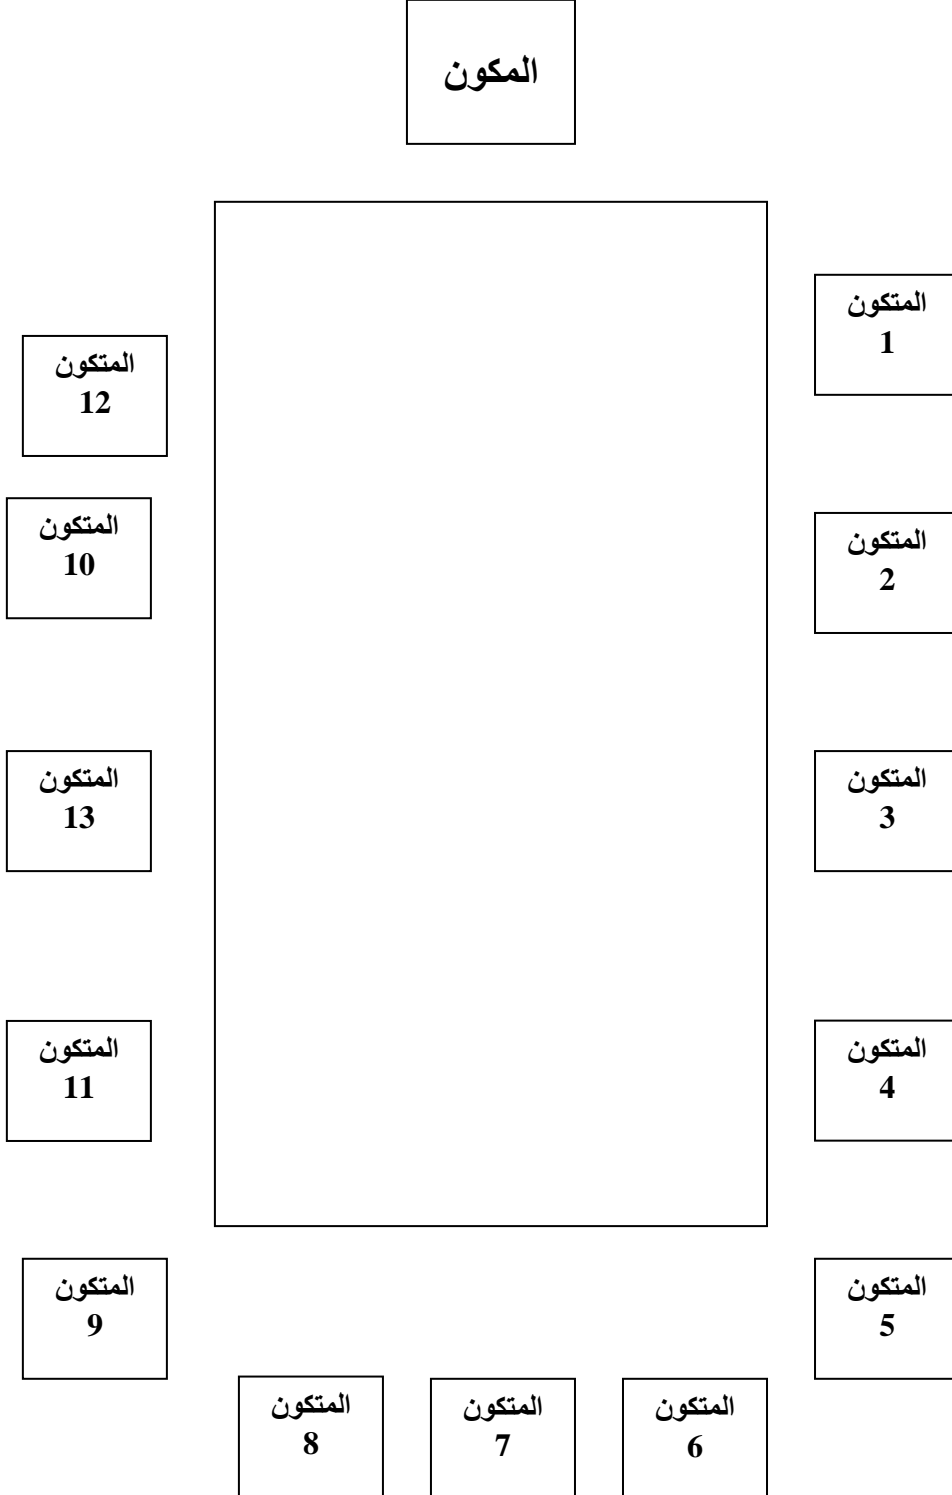 المكون
المتكون
1
المتكون
12
المتكون
10
المتكون
2
المتكون
13
المتكون
3
المتكون
11
المتكون
4
المتكون
9
المتكون
5
المتكون
8
المتكون
7
المتكون
6